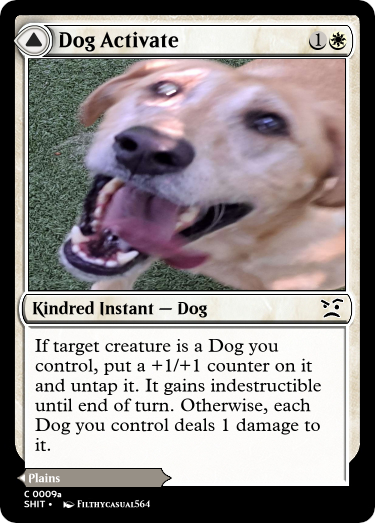 Dog Activate 1
Kindred Instant — Dog
If target creature is a Dog you
control, put a +1/+1 counter on it
and untap it. It gains indestructible
until end of turn. Otherwise, each
Dog you control deals 1 damage to
it.
Plains
C 0009a
SHIT • Filthycasual564